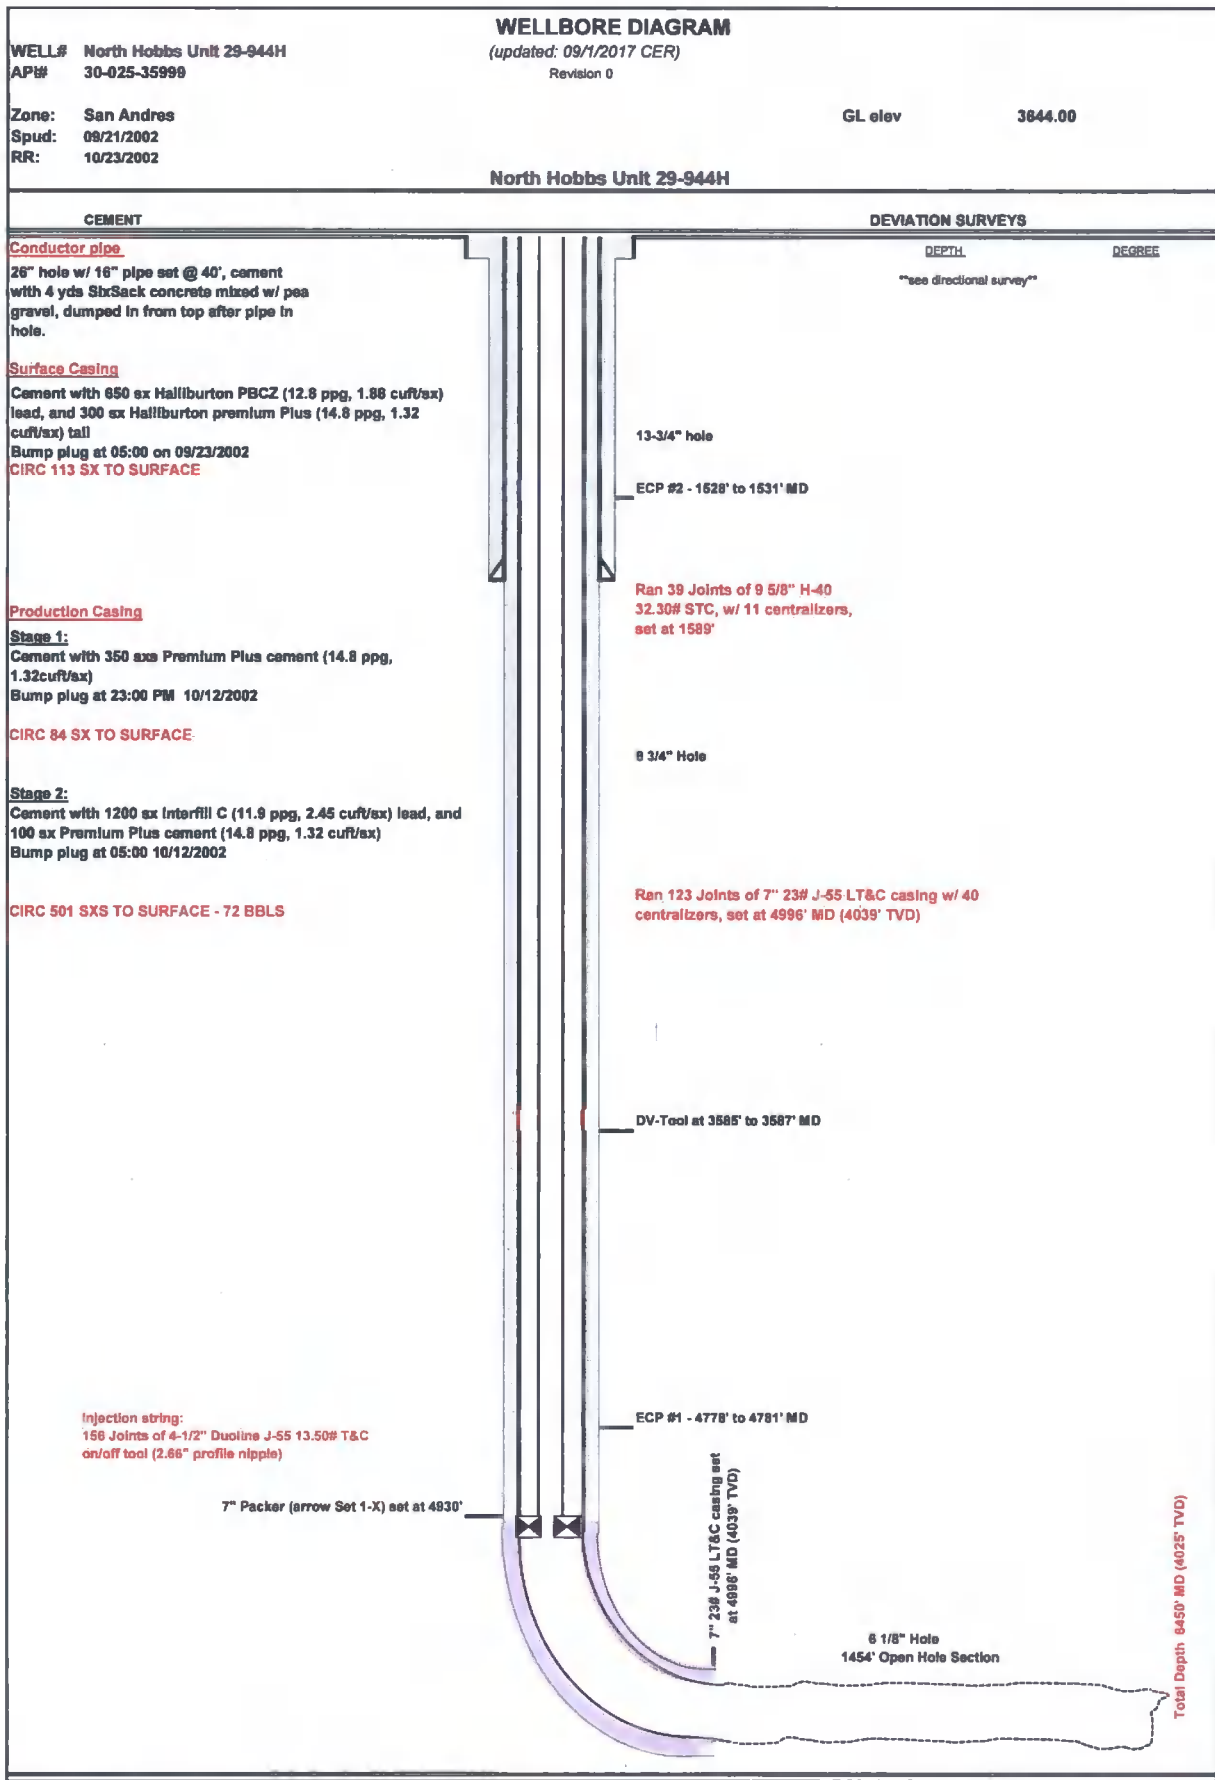 WELLBORE DIAGRAM
WELL# North Hobbs Unit 29-944H
(updated: 09/1/2017 CER)
API# 30-025-35999
Revision 0
Zone: San Andres
GL elev 3644.00
Spud: 09/21/2002
RR: 10/23/2002
North Hobbs Unit 29-944H
CEMENT
DEVIATION SURVEYS
Conductor pipe
DEPTH DEGREE
26" hole w/ 16" pipe set @ 40', cement
with 4 yds SixSack concrete mixed w/ pea
gravel, dumped in from top after pipe in
hole.
**see directional survey**
Surface Casing
Cement with 650 sx Halliburton PBCZ (12.8 ppg, 1.88 cuft/sx)
lead, and 300 sx Halliburton premium Plus (14.8 ppg, 1.32
cuft/sx) tail
Bump plug at 05:00 on 09/23/2002
CIRC 113 SX TO SURFACE
13-3/4" hole
ECP #2 - 1528' to 1531' MD
Ran 39 Joints of 9 5/8" H-40
32.30# STC, w/ 11 centralizers,
set at 1589'
Production Casing
Stage 1:
Cement with 350 sxs Premium Plus cement (14.8 ppg,
1.32cuft/sx)
Bump plug at 23:00 PM 10/12/2002
CIRC 84 SX TO SURFACE
8 3/4" Hole
Stage 2:
Cement with 1200 sx Interfill C (11.9 ppg, 2.45 cuft/sx) lead, and
100 sx Premium Plus cement (14.8 ppg, 1.32 cuft/sx)
Bump plug at 05:00 10/12/2002
CIRC 501 SXS TO SURFACE - 72 BBLS
Ran 123 Joints of 7" 23# J-55 LT&C casing w/ 40
centralizers, set at 4996' MD (4039' TVD)
DV-Tool at 3585' to 3587' MD
Injection string:
156 Joints of 4-1/2" Duoline J-55 13.50# T&C
on/off tool (2.66" profile nipple)
ECP #1 - 4778' to 4781' MD
7" Packer (arrow Set 1-X) set at 4930'
7" 23# J-55 LT&C casing set
at 4996' MD (4039' TVD)
6 1/8" Hole
1454' Open Hole Section
Total Depth 6450' MD (4025' TVD)